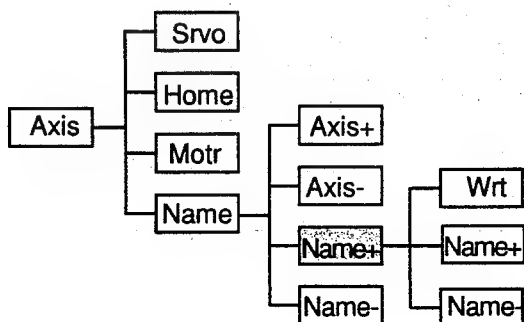 Srvo
Home
Axis
Axis+
Motr
Axis-
Wrt
Name
Name+
Name+
Name-
Name-